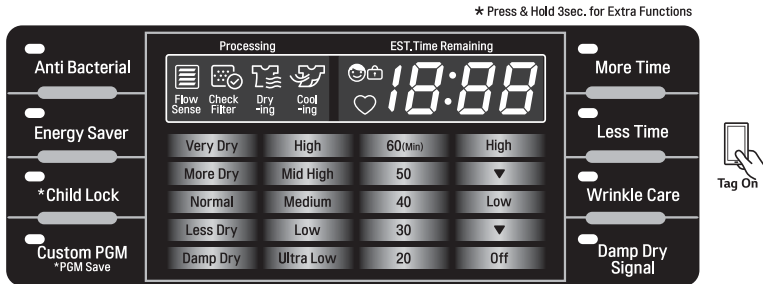 * Press & Hold 3sec. for Extra Functions
Processing
EST.Time Remaining
Flow Sense
Check Filter
Dry -ing
Cool -ing
18:88
Anti Bacterial
Energy Saver
*Child Lock
Custom PGM
*PGM Save
Very Dry High 60(Min) High
More Dry Mid High 50 ▼
Normal Medium 40 Low
Less Dry Low 30 ▼
Damp Dry Ultra Low 20 Off
More Time
Less Time
Wrinkle Care
Damp Dry
Signal
Tag On